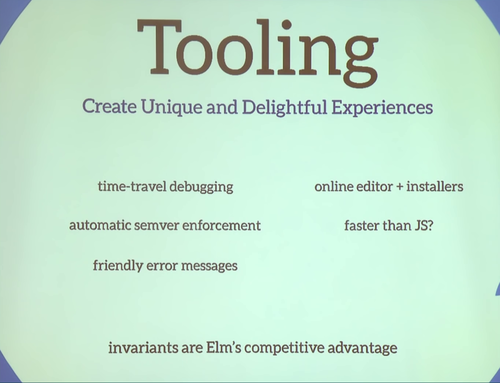 Tooling
Create Unique and Delightful Experiences
time-travel debugging
online editor + installers
automatic semver enforcement
faster than JS?
friendly error messages
invariants are Elm's competitive advantage